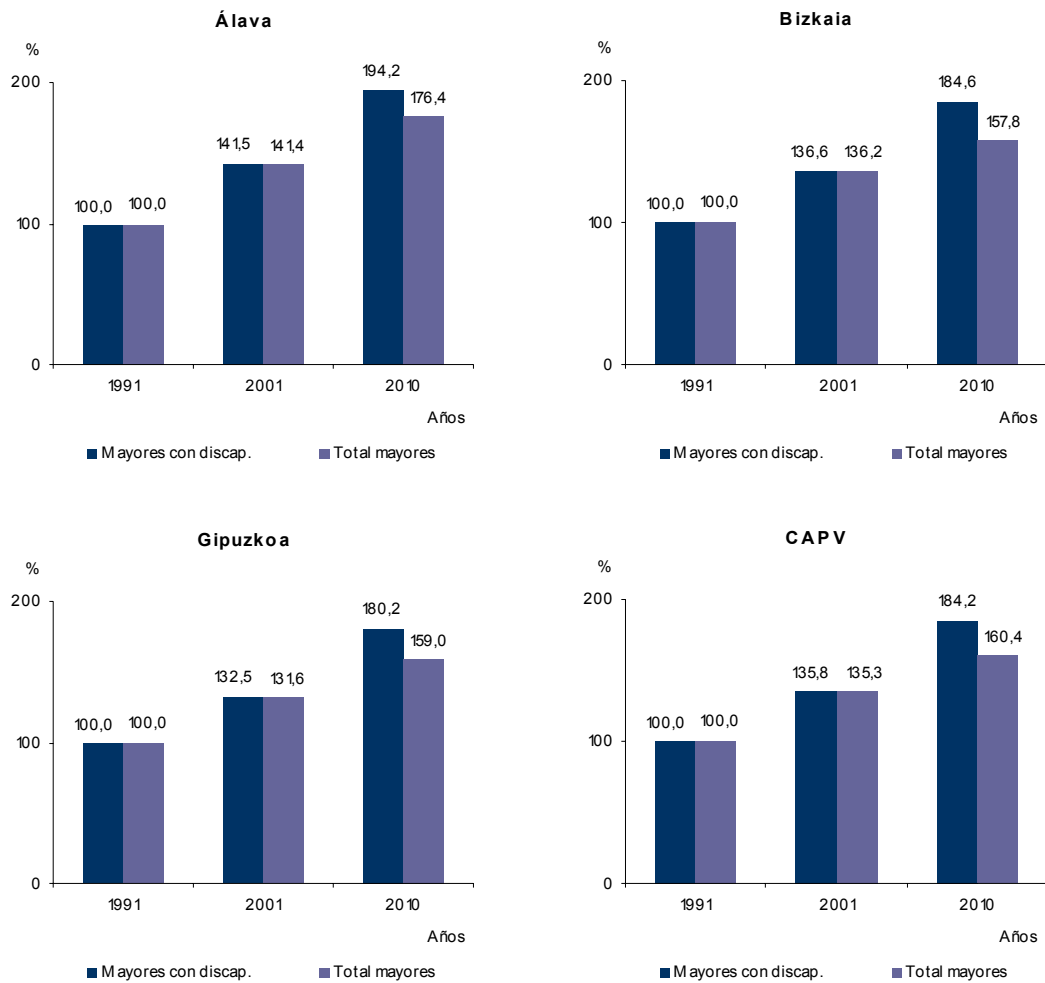 Álava
%
200
100
0
100,0 100,0
141,5 141,4
194,2
176,4
1991 2001 2010
Años
Mayores con discap. Total mayores
Bizkaia
%
200
100
0
100,0 100,0
136,6 136,2
184,6
157,8
1991 2001 2010
Años
Mayores con discap. Total mayores
Gipuzkoa
%
200
100
0
100,0 100,0
132,5 131,6
180,2
159,0
1991 2001 2010
Años
Mayores con discap. Total mayores
CAPV
%
200
100
0
100,0 100,0
135,8 135,3
184,2
160,4
1991 2001 2010
Años
Mayores con discap. Total mayores